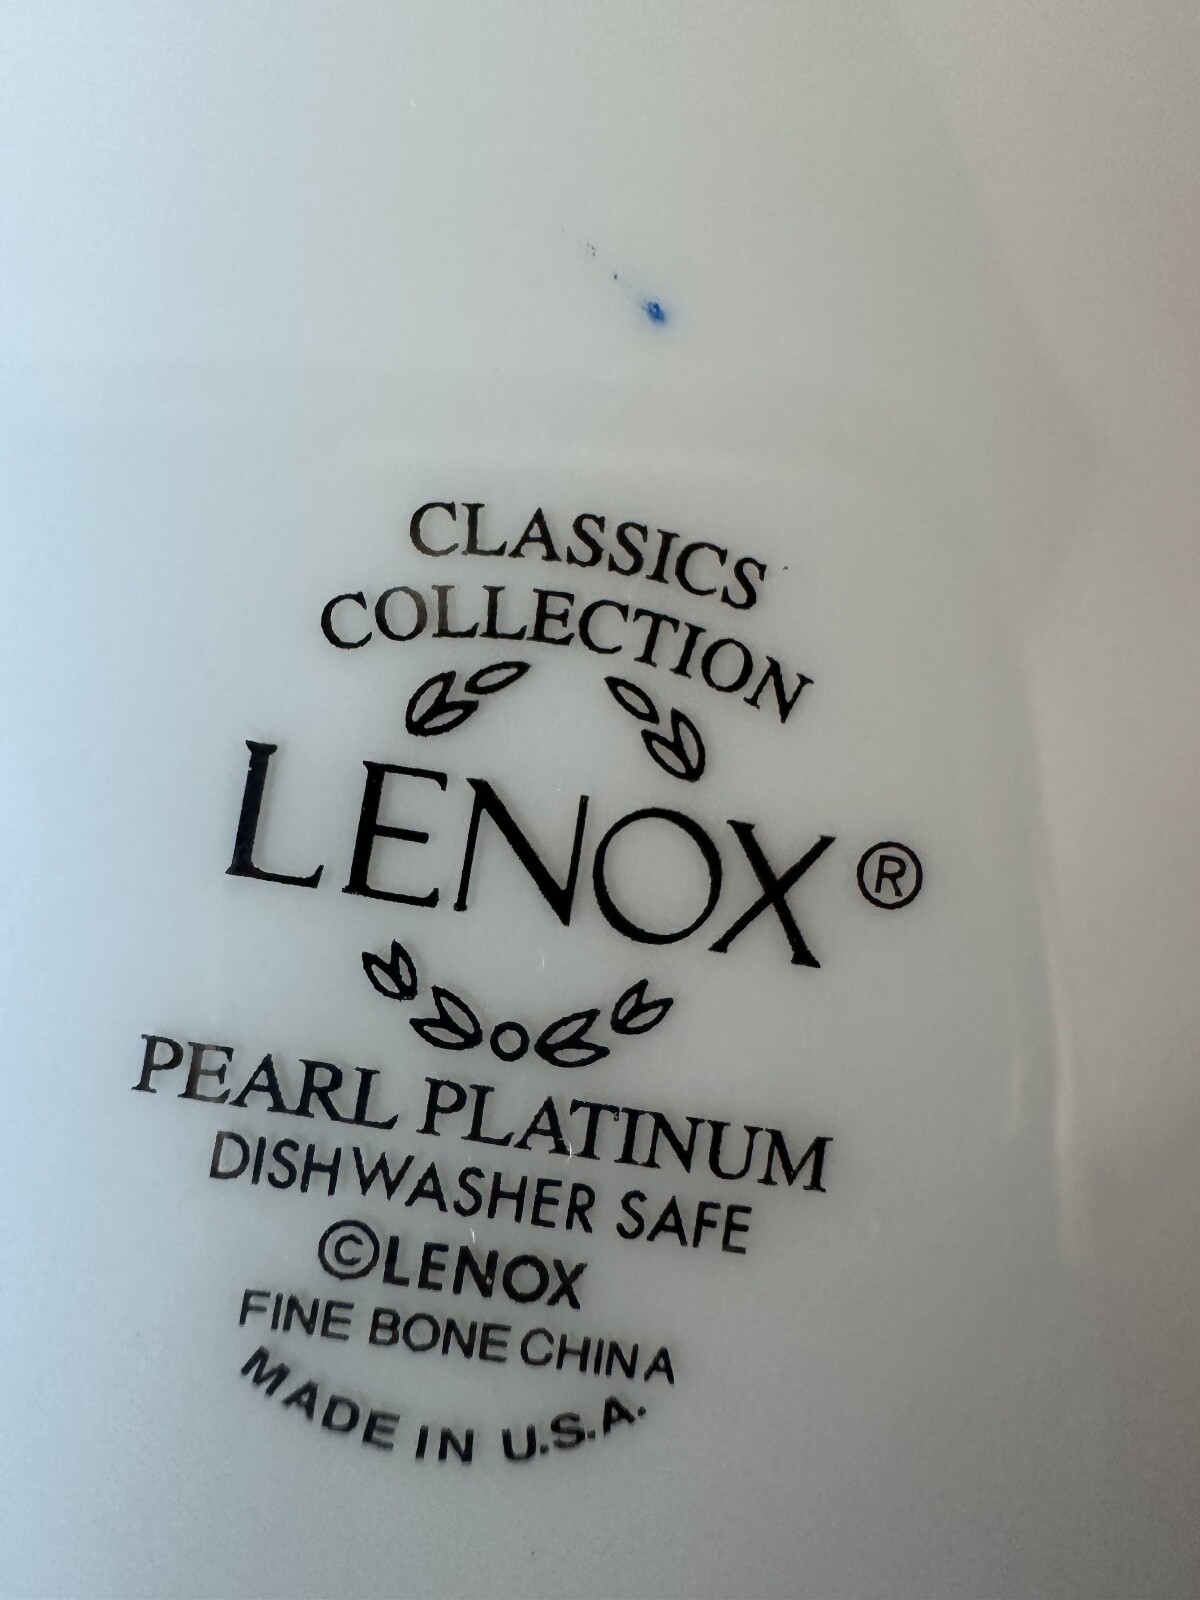 CLASSICS
COLLECTION
LENOX®
PEARL PLATINUM
DISHWASHER SAFE
©LENOX
FINE BONE CHINA
MADE IN U.S.A.